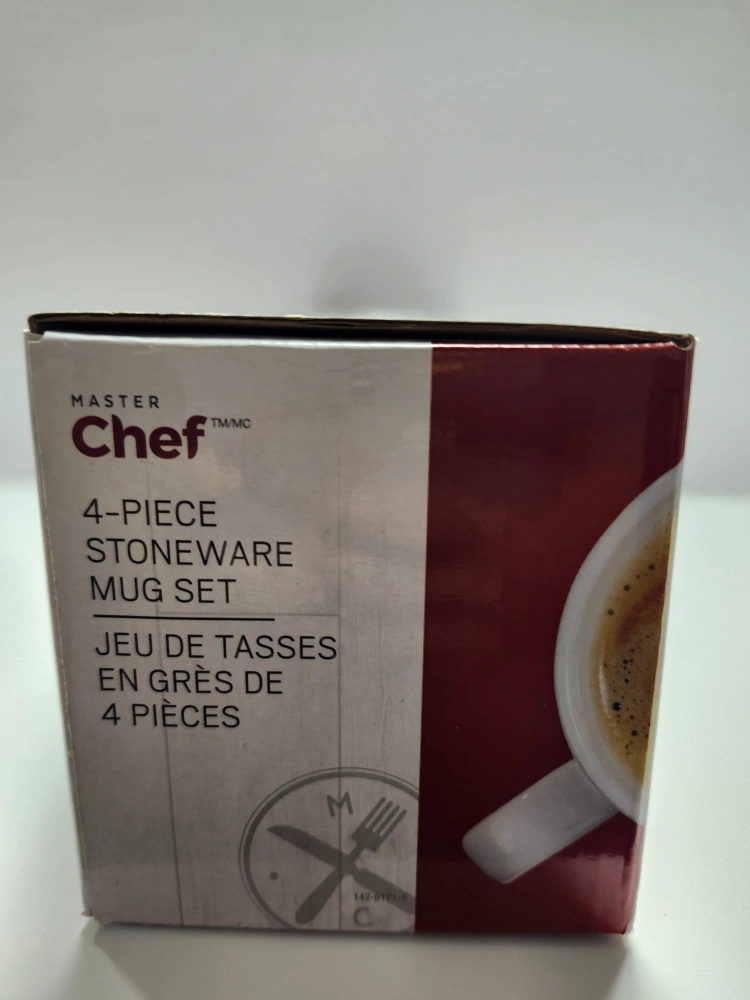 MASTER
Chef TM/MC
4-PIECE
STONEWARE
MUG SET
JEU DE TASSES
EN GRÈS DE
4 PIÈCES
M
C